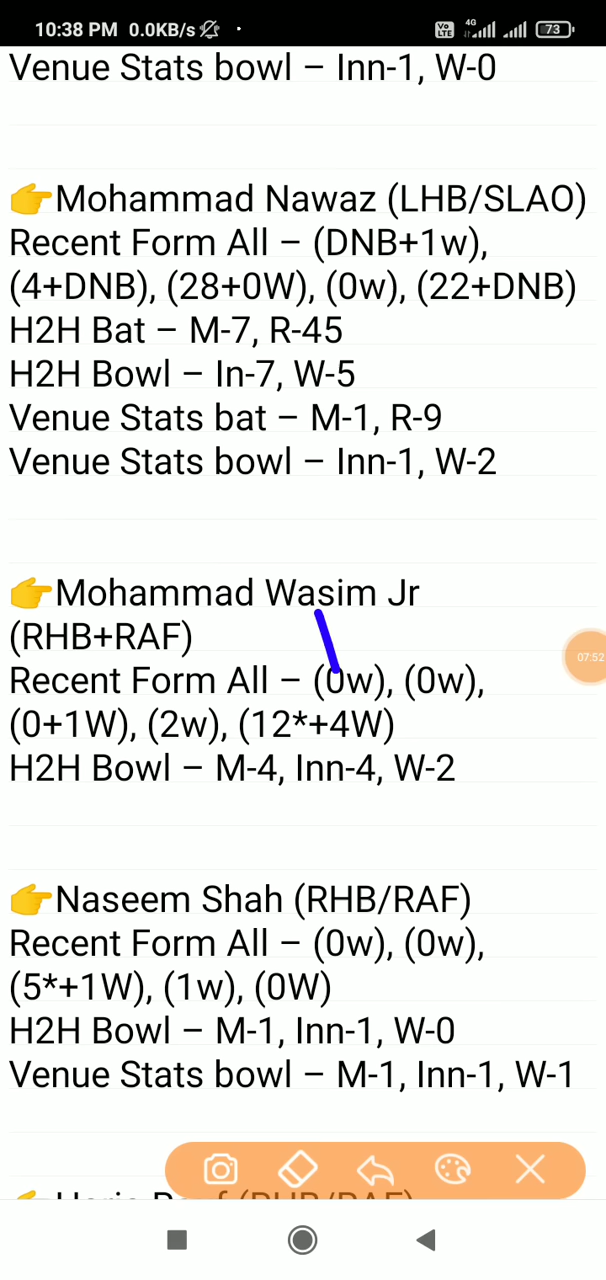 10:38 PM 0.0KB/s
Vo LTE 4G 73
Venue Stats bowl – Inn-1, W-0
👉Mohammad Nawaz (LHB/SLAO)
Recent Form All – (DNB+1w),
(4+DNB), (28+0W), (0w), (22+DNB)
H2H Bat – M-7, R-45
H2H Bowl – In-7, W-5
Venue Stats bat – M-1, R-9
Venue Stats bowl – Inn-1, W-2
👉Mohammad Wasim Jr
(RHB+RAF)
07:52
Recent Form All – (0w), (0w),
(0+1W), (2w), (12*+4W)
H2H Bowl – M-4, Inn-4, W-2
👉Naseem Shah (RHB/RAF)
Recent Form All – (0w), (0w),
(5*+1W), (1w), (0W)
H2H Bowl – M-1, Inn-1, W-0
Venue Stats bowl – M-1, Inn-1, W-1